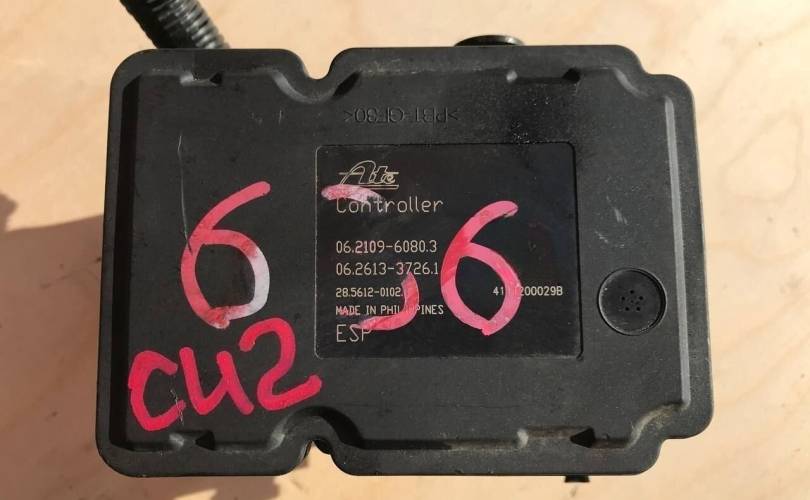 >PBT-GF30<
Ate
Controller
06.2109-6080.3
06.2613-3726.1
28.5612-0102.
MADE IN PHILIPPINES
ESP
6 6
си2